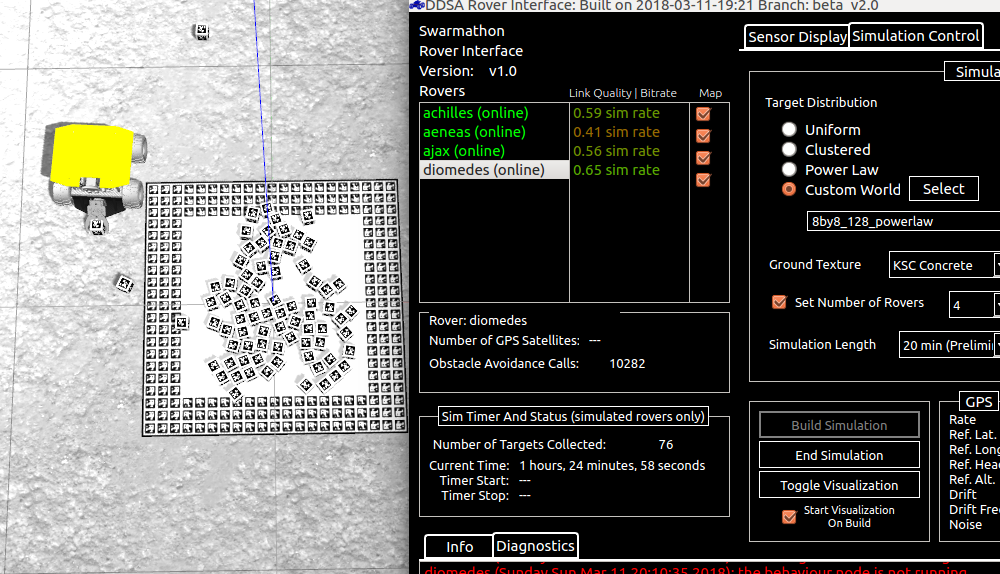 DDSA Rover Interface: Built on 2018-03-11-19:21 Branch: beta v2.0
Swarmathon
Rover Interface
Version: v1.0
Rovers
Link Quality | Bitrate
Map
achilles (online) 0.59 sim rate
aeneas (online) 0.41 sim rate
ajax (online) 0.56 sim rate
diomedes (online) 0.65 sim rate
Rover: diomedes
Number of GPS Satellites: ---
Obstacle Avoidance Calls: 10282
Sim Timer And Status (simulated rovers only)
Number of Targets Collected: 76
Current Time: 1 hours, 24 minutes, 58 seconds
Timer Start: ---
Timer Stop: ---
Info
Diagnostics
diomedes (Sunday Sun Mar 11 20:10:35 2018): the behaviour node is not running
Sensor Display
Simulation Control
Simula
Target Distribution
Uniform
Clustered
Power Law
Custom World
Select
8by8_128_powerlaw
Ground Texture
KSC Concrete
Set Number of Rovers
4
Simulation Length
20 min (Prelimi
Build Simulation
End Simulation
Toggle Visualization
Start Visualization
On Build
GPS
Rate
Ref. Lat.
Ref. Long
Ref. Head
Ref. Alt.
Drift
Drift Fre
Noise